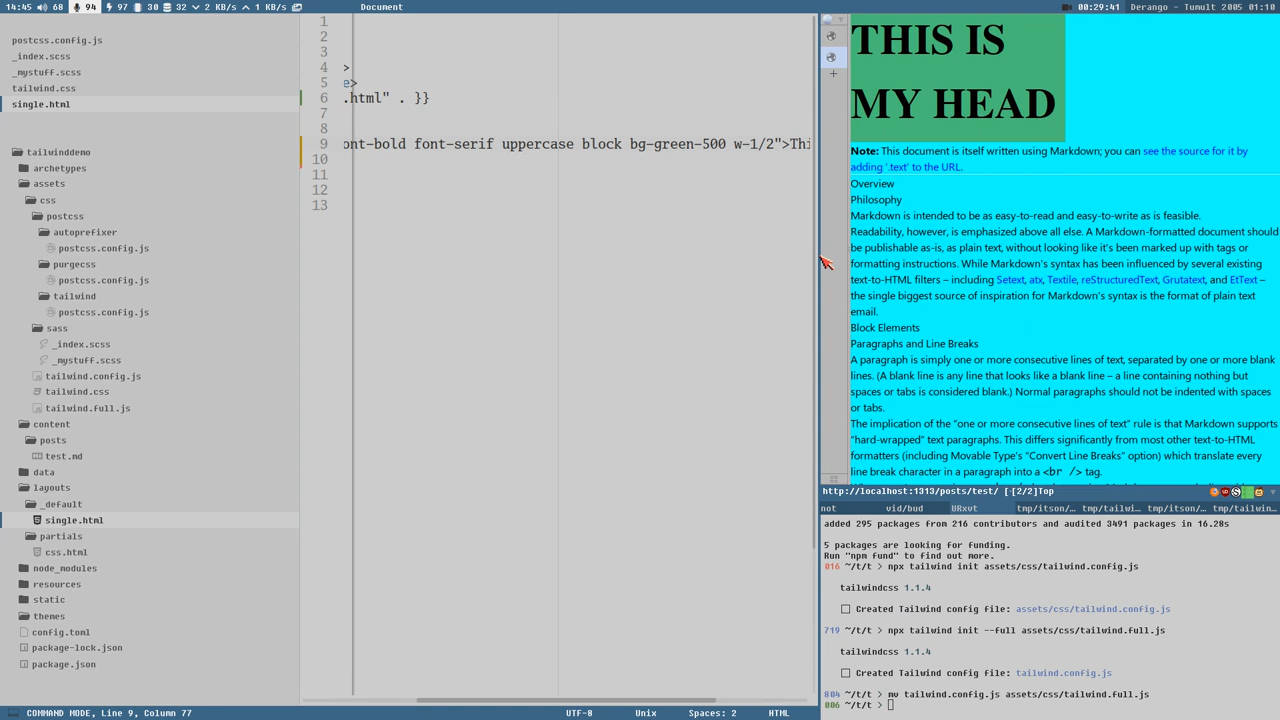 14:45 68 94 97 30 32 2 KB/s 1 KB/s Document 00:29:41 Derango - Tumult 2005 01:10
postcss.config.js
_index.scss
_mystuff.scss
tailwind.css
single.html
tailwinddemo
archetypes
assets
css
postcss
autoprefixer
postcss.config.js
purgecss
postcss.config.js
tailwind
postcss.config.js
sass
_index.scss
_mystuff.scss
tailwind.config.js
tailwind.css
tailwind.full.js
content
posts
test.md
data
layouts
_default
single.html
partials
css.html
node_modules
resources
static
themes
config.toml
package-lock.json
package.json
1
2
3
4 >
5 e>
6 .html" . }}
7
8
9 ont-bold font-serif uppercase block bg-green-500 w-1/2">Thi
10
11
12
13
COMMAND MODE, Line 9, Column 77 UTF-8 Unix Spaces: 2 HTML
THIS IS
MY HEAD
Note: This document is itself written using Markdown; you can see the source for it by
adding '.text' to the URL.
Overview
Philosophy
Markdown is intended to be as easy-to-read and easy-to-write as is feasible.
Readability, however, is emphasized above all else. A Markdown-formatted document should
be publishable as-is, as plain text, without looking like it's been marked up with tags or
formatting instructions. While Markdown's syntax has been influenced by several existing
text-to-HTML filters – including Setext, atx, Textile, reStructuredText, Grutatext, and EtText –
the single biggest source of inspiration for Markdown's syntax is the format of plain text
email.
Block Elements
Paragraphs and Line Breaks
A paragraph is simply one or more consecutive lines of text, separated by one or more blank
lines. (A blank line is any line that looks like a blank line – a line containing nothing but
spaces or tabs is considered blank.) Normal paragraphs should not be indented with spaces
or tabs.
The implication of the "one or more consecutive lines of text" rule is that Markdown supports
"hard-wrapped" text paragraphs. This differs significantly from most other text-to-HTML
formatters (including Movable Type's "Convert Line Breaks" option) which translate every
line break character in a paragraph into a <br /> tag.
http://localhost:1313/posts/test/ [-][2/2]Top
not vid/bud URxvt tmp/itson/… tmp/tailwi… tmp/itson/… tmp/tailwin…
added 295 packages from 216 contributors and audited 3491 packages in 16.28s
5 packages are looking for funding.
Run "npm fund" to find out more.
016 ~/t/t > npx tailwind init assets/css/tailwind.config.js
tailwindcss 1.1.4
Created Tailwind config file: assets/css/tailwind.config.js
719 ~/t/t > npx tailwind init --full assets/css/tailwind.full.js
tailwindcss 1.1.4
Created Tailwind config file: tailwind.config.js
804 ~/t/t > mv tailwind.config.js assets/css/tailwind.full.js
006 ~/t/t >